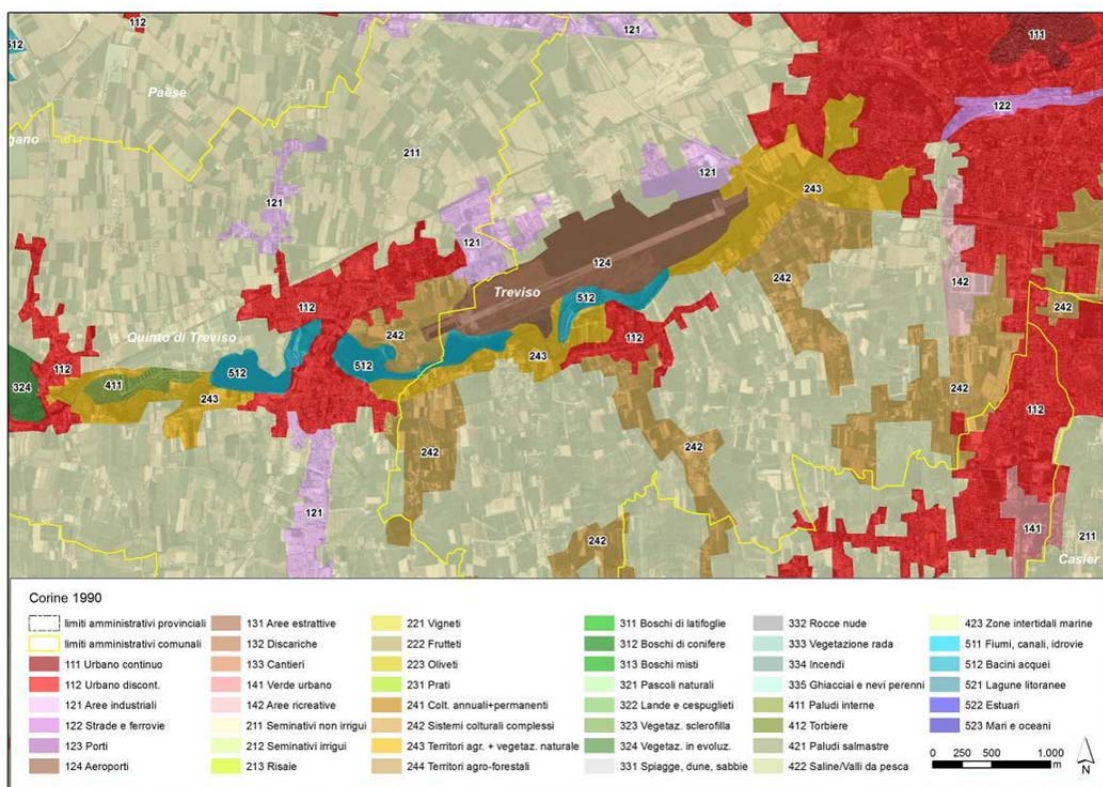 112
121
111
512
Paese
122
gano
211
121
121
243
121
124
242
142
Treviso
112
512
242
242
Quinto di Treviso
112
512
512
243
112
411
324
243
242
112
242
242
121
141
242
211
Casier
Corine 1990
limiti amministrativi provinciali
limiti amministrativi comunali
111 Urbano continuo
112 Urbano discont.
121 Aree industriali
122 Strade e ferrovie
123 Porti
124 Aeroporti
131 Aree estrattive
132 Discariche
133 Cantieri
141 Verde urbano
142 Aree ricreative
211 Seminativi non irrigui
212 Seminativi irrigui
213 Risaie
221 Vigneti
222 Frutteti
223 Oliveti
231 Prati
241 Colt. annuali+permanenti
242 Sistemi colturali complessi
243 Territori agr. + vegetaz. naturale
244 Territori agro-forestali
311 Boschi di latifoglie
312 Boschi di conifere
313 Boschi misti
321 Pascoli naturali
322 Lande e cespuglieti
323 Vegetaz. sclerofilla
324 Vegetaz. in evoluz.
331 Spiagge, dune, sabbie
332 Rocce nude
333 Vegetazione rada
334 Incendi
335 Ghiacciai e nevi perenni
411 Paludi interne
412 Torbiere
421 Paludi salmastre
422 Saline/Valli da pesca
423 Zone intertidali marine
511 Fiumi, canali, idrovie
512 Bacini acquei
521 Lagune litoranee
522 Estuari
523 Mari e oceani
0 250 500 1.000
m
N